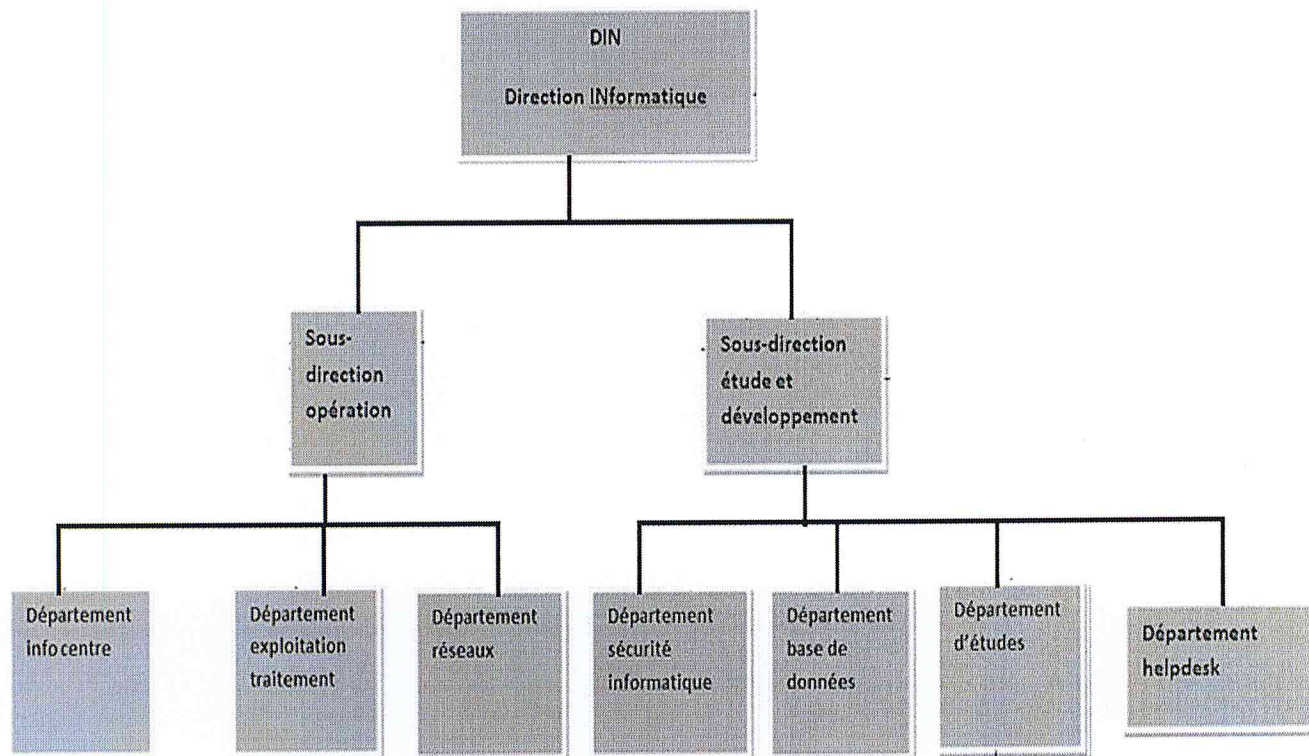 DIN
Direction INformatique
Sous-
direction
opération
Sous-direction
étude et
développement
Département
info centre
Département
exploitation
traitement
Département
réseaux
Département
sécurité
informatique
Département
base de
données
Département
d'études
Département
helpdesk